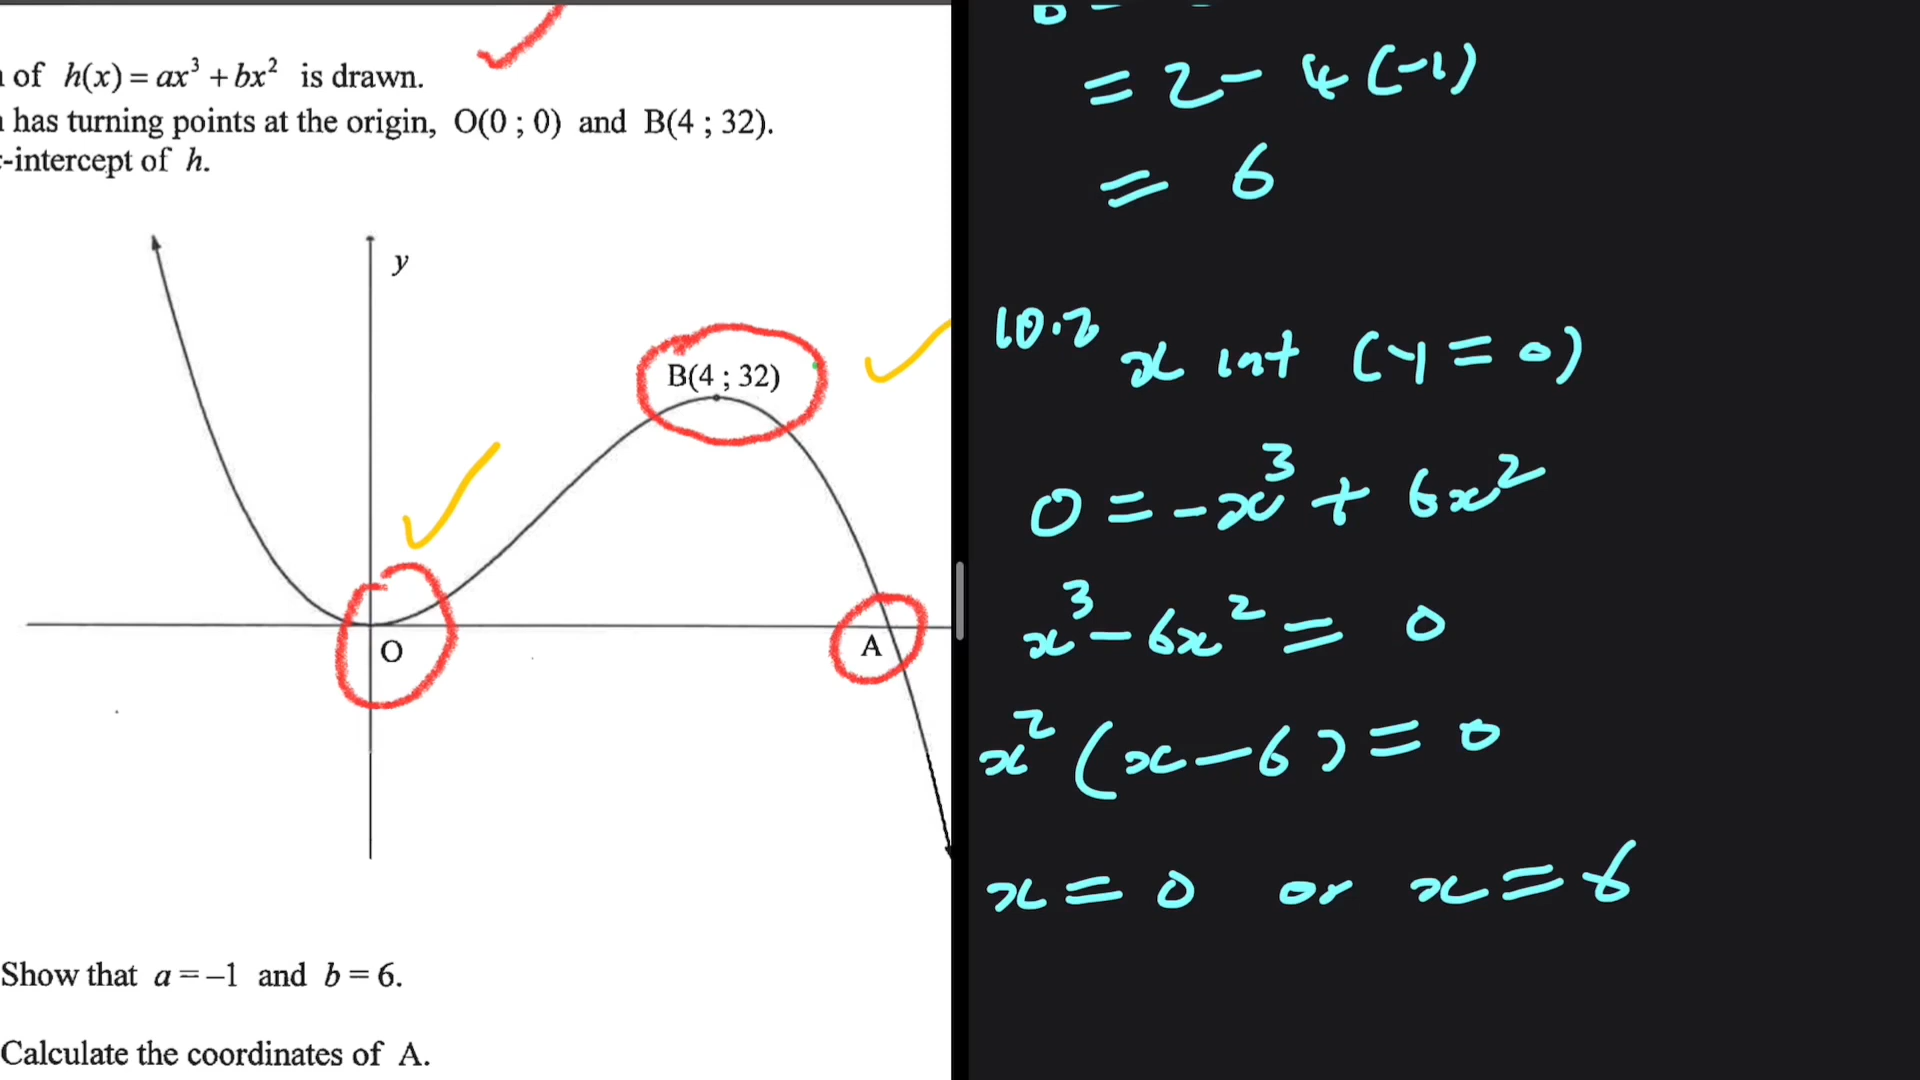 of h(x) = ax³ + bx² is drawn.
has turning points at the origin, O(0 ; 0) and B(4 ; 32).
-intercept of h.
y
B(4 ; 32)
O
A
Show that a = –1 and b = 6.
Calculate the coordinates of A.
= 2 - 4(-1)
= 6
10.2
x int (y = 0)
0 = -x³ + 6x²
x³ - 6x² = 0
x² (x - 6) = 0
x = 0 or x = 6